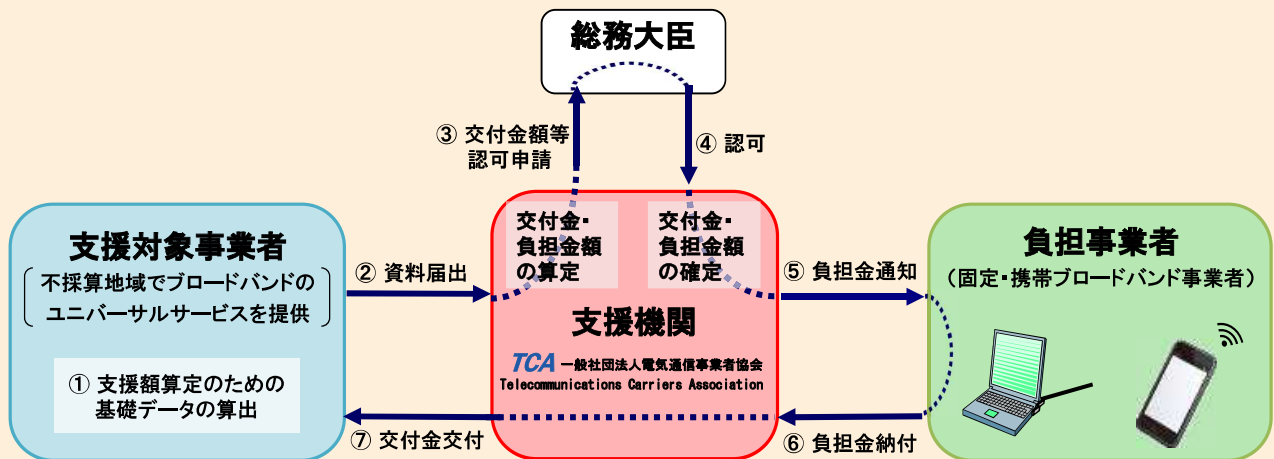 総務大臣
③ 交付金額等
認可申請
④ 認可
支援対象事業者
不採算地域でブロードバンドの
ユニバーサルサービスを提供
① 支援額算定のための
基礎データの算出
② 資料届出
交付金・
負担金額
の算定
交付金・
負担金額
の確定
支援機関
TCA 一般社団法人電気通信事業者協会
Telecommunications Carriers Association
⑤ 負担金通知
負担事業者
（固定・携帯ブロードバンド事業者）
⑥ 負担金納付
⑦ 交付金交付